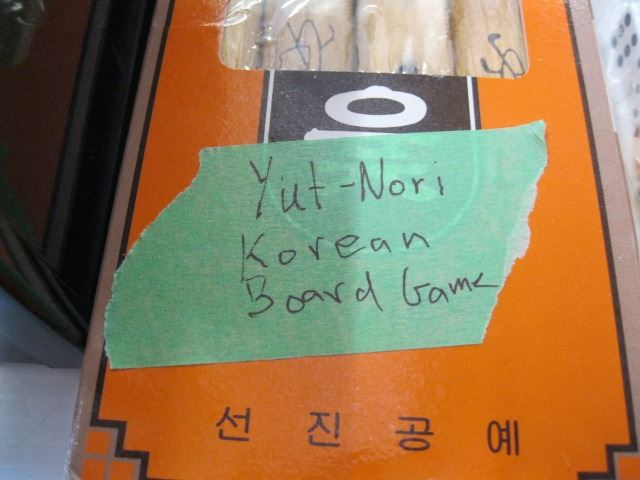 Yut-Nori
Korean
Board Game
선진공예